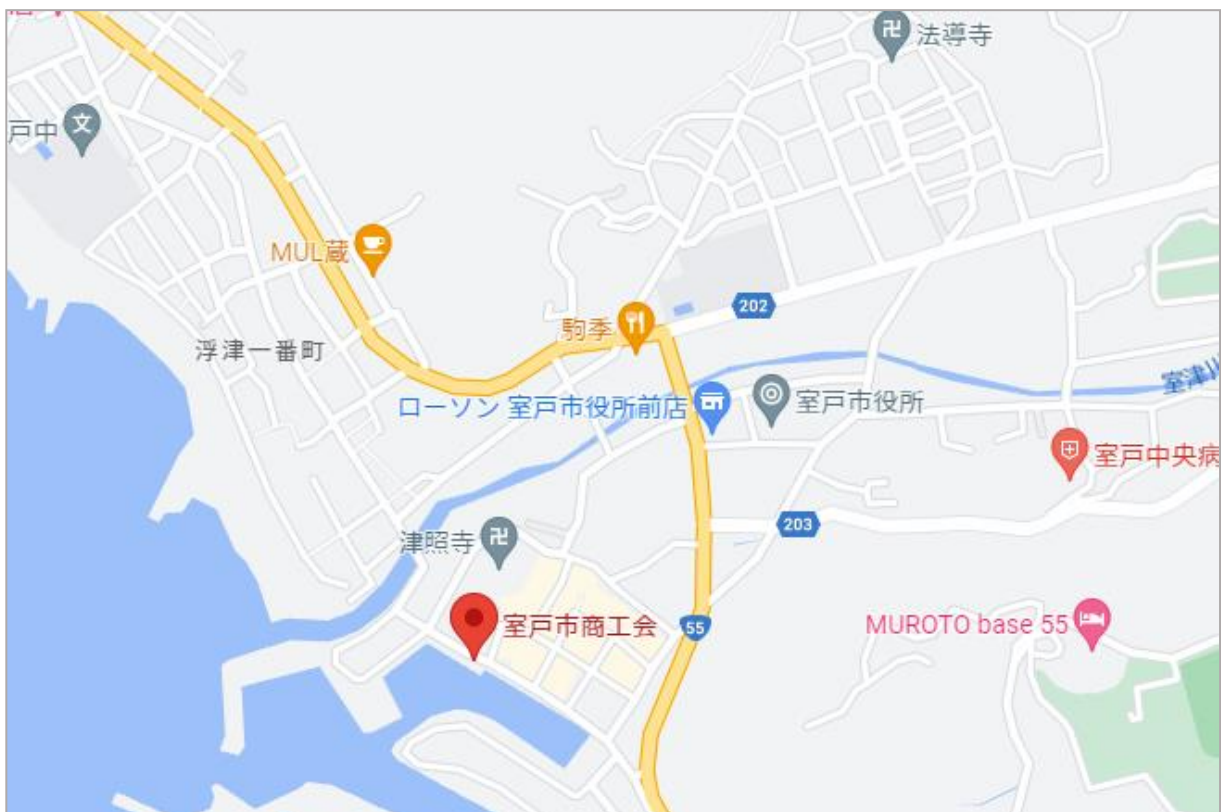 法導寺
文
戸中
MUL蔵
202
駒季
浮津一番町
室津川
ローソン 室戸市役所前店
室戸市役所
室戸中央病
203
津照寺
室戸市商工会
55
MUROTO base 55